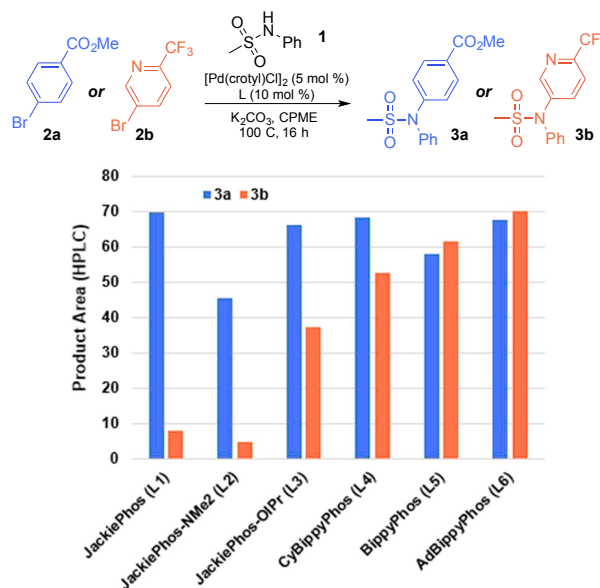 CO₂Me
Br
2a
or
N
CF₃
Br
2b
O
O
S
H
N
Ph
1
[Pd(crotyl)Cl]₂ (5 mol %)
L (10 mol %)
K₂CO₃, CPME
100 C, 16 h
CO₂Me
O
S
N
O
Ph
3a
or
N
CF
O
S
N
O
Ph
3b
3a
3b
Product Area (HPLC)
80
70
60
50
40
30
20
10
0
JackiePhos (L1)
JackiePhos-NMe2 (L2)
JackiePhos-OIPr (L3)
CyBippyPhos (L4)
BippyPhos (L5)
AdBippyPhos (L6)